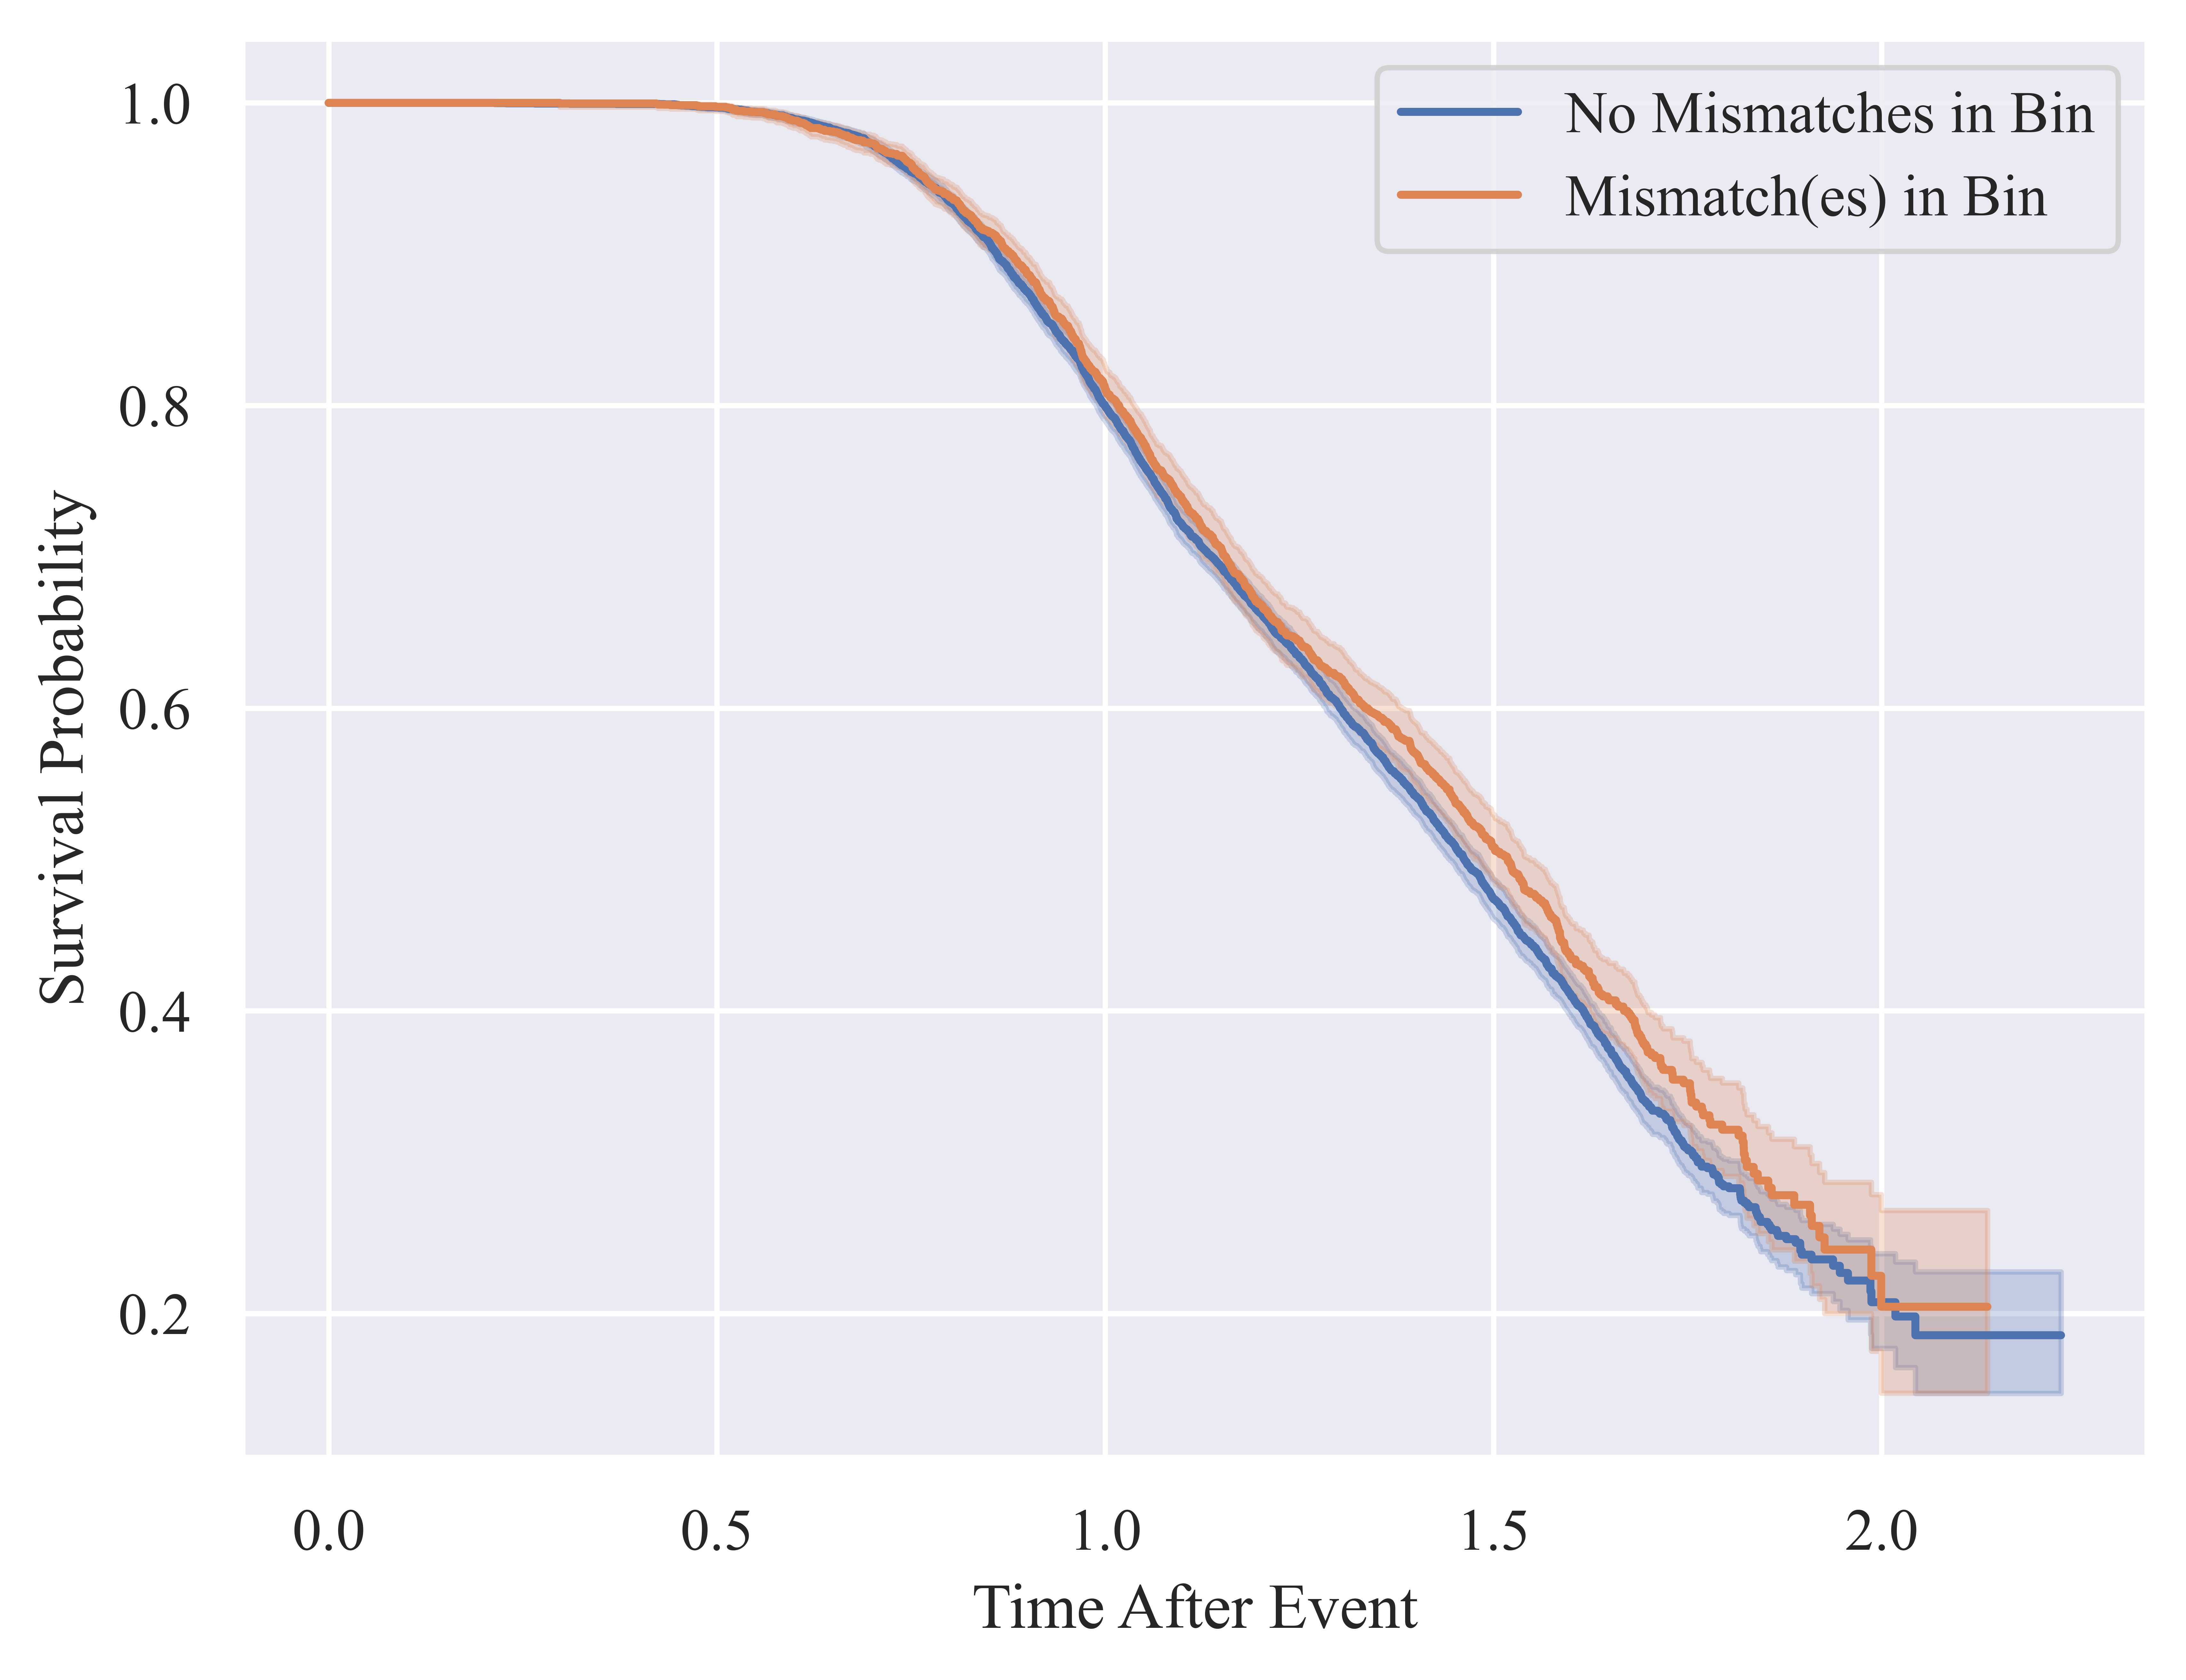 No Mismatches in Bin
Mismatch(es) in Bin
1.0
0.8
0.6
0.4
0.2
Survival Probability
0.0 0.5 1.0 1.5 2.0
Time After Event